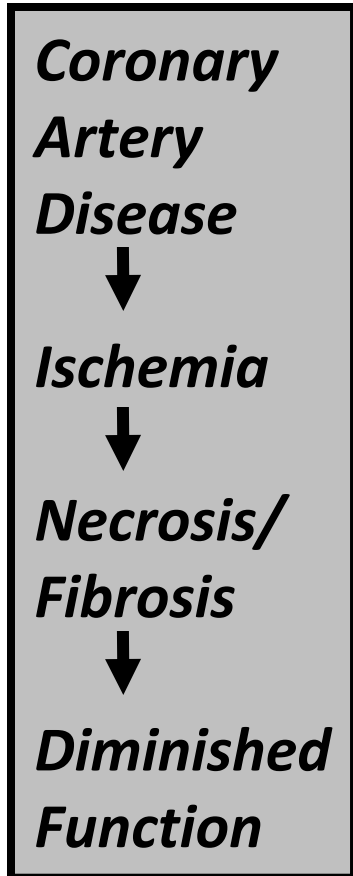 Coronary
Artery
Disease
Ischemia
Necrosis/
Fibrosis
Diminished
Function